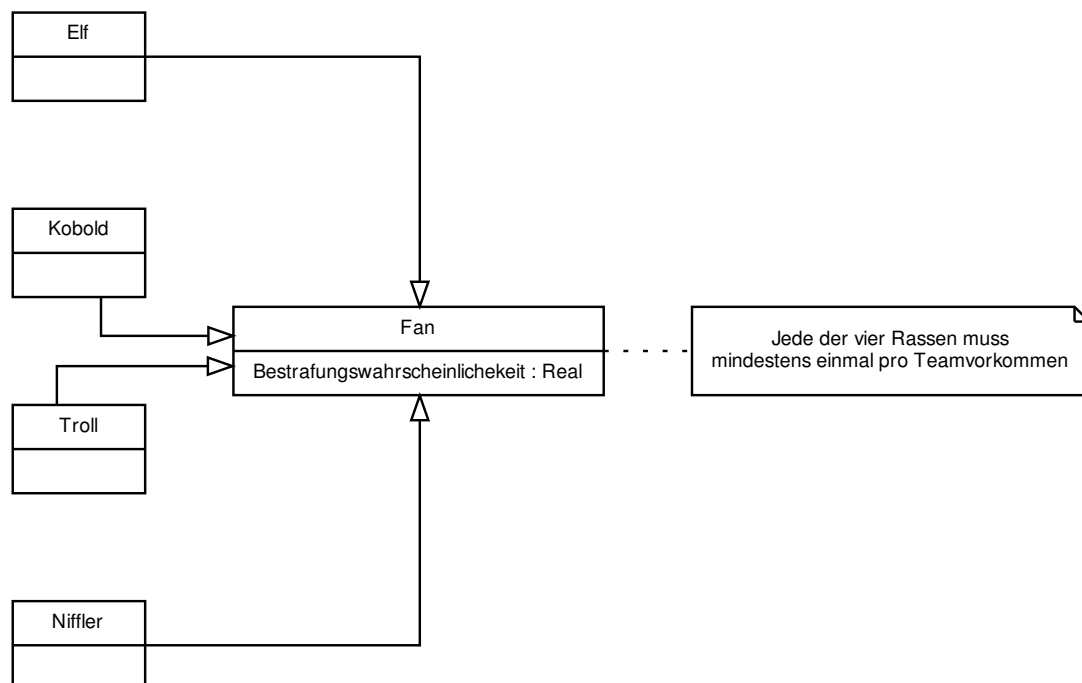 Elf
Kobold
Fan
Bestrafungswahrscheinlichekeit : Real
Jede der vier Rassen muss
mindestens einmal pro Teamvorkommen
Troll
Niffler